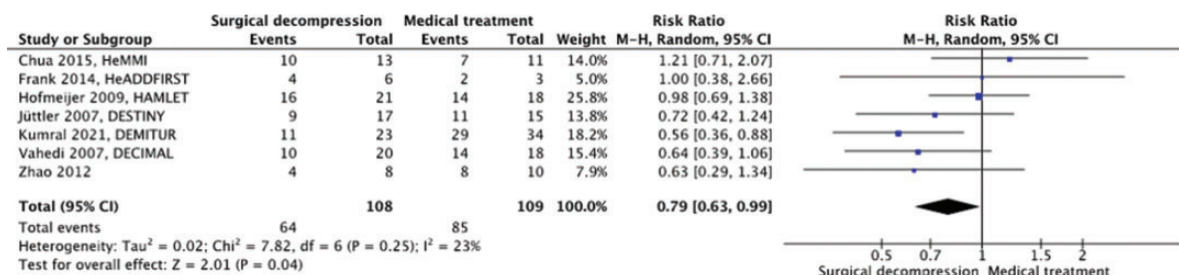 Surgical decompression Medical treatment Risk Ratio Risk Ratio
Study or Subgroup Events Total Events Total Weight M-H, Random, 95% CI M-H, Random, 95% CI
Chua 2015, HeMMI 10 13 7 11 14.0% 1.21 [0.71, 2.07]
Frank 2014, HeADDFIRST 4 6 2 3 5.0% 1.00 [0.38, 2.66]
Hofmeijer 2009, HAMLET 16 21 14 18 25.8% 0.98 [0.69, 1.38]
Jüttler 2007, DESTINY 9 17 11 15 13.8% 0.72 [0.42, 1.24]
Kumral 2021, DEMITUR 11 23 29 34 18.2% 0.56 [0.36, 0.88]
Vahedi 2007, DECIMAL 10 20 14 18 15.4% 0.64 [0.39, 1.06]
Zhao 2012 4 8 8 10 7.9% 0.63 [0.29, 1.34]
Total (95% CI) 108 109 100.0% 0.79 [0.63, 0.99]
Total events 64 85
Heterogeneity: Tau² = 0.02; Chi² = 7.82, df = 6 (P = 0.25); I² = 23%
Test for overall effect: Z = 2.01 (P = 0.04)
0.5 0.7 1 1.5 2
Surgical decompression Medical treatment